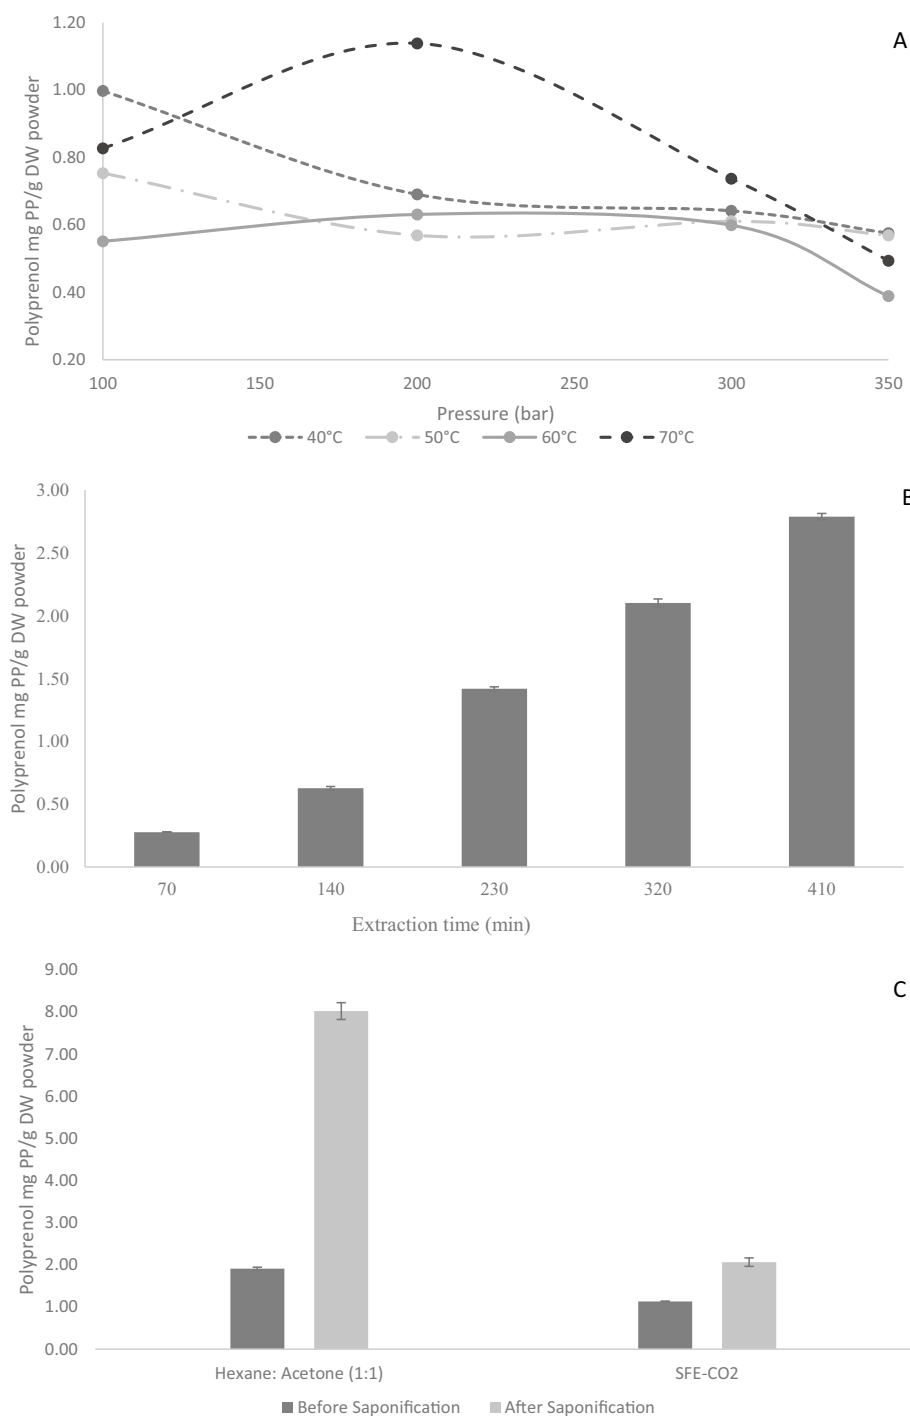 A
Polyprenol mg PP/g DW powder
1.20
1.00
0.80
0.60
0.40
0.20
100 150 200 250 300 350
Pressure (bar)
40°C 50°C 60°C 70°C
B
Polyprenol mg PP/g DW powder
3.00
2.50
2.00
1.50
1.00
0.50
0.00
70 140 230 320 410
Extraction time (min)
C
Polyprenol mg PP/g DW powder
9.00
8.00
7.00
6.00
5.00
4.00
3.00
2.00
1.00
0.00
Hexane: Acetone (1:1) SFE-CO2
Before Saponification After Saponification